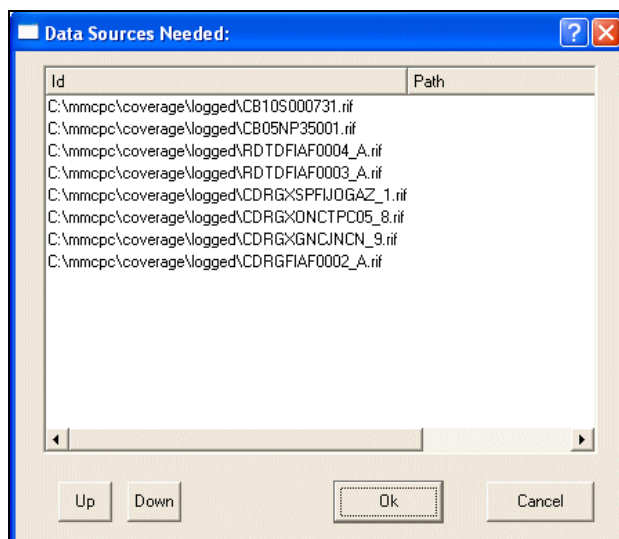 Data Sources Needed:
Id Path
C:\mmcpc\coverage\logged\CB10S000731.rif
C:\mmcpc\coverage\logged\CB05NP35001.rif
C:\mmcpc\coverage\logged\RDTDFIAF0004_A.rif
C:\mmcpc\coverage\logged\RDTDFIAF0003_A.rif
C:\mmcpc\coverage\logged\CDRGXSPFIJOGAZ_1.rif
C:\mmcpc\coverage\logged\CDRGXONCTPC05_8.rif
C:\mmcpc\coverage\logged\CDRGXGNCJNCN_9.rif
C:\mmcpc\coverage\logged\CDRGFIAF0002_A.rif
Up Down Ok Cancel